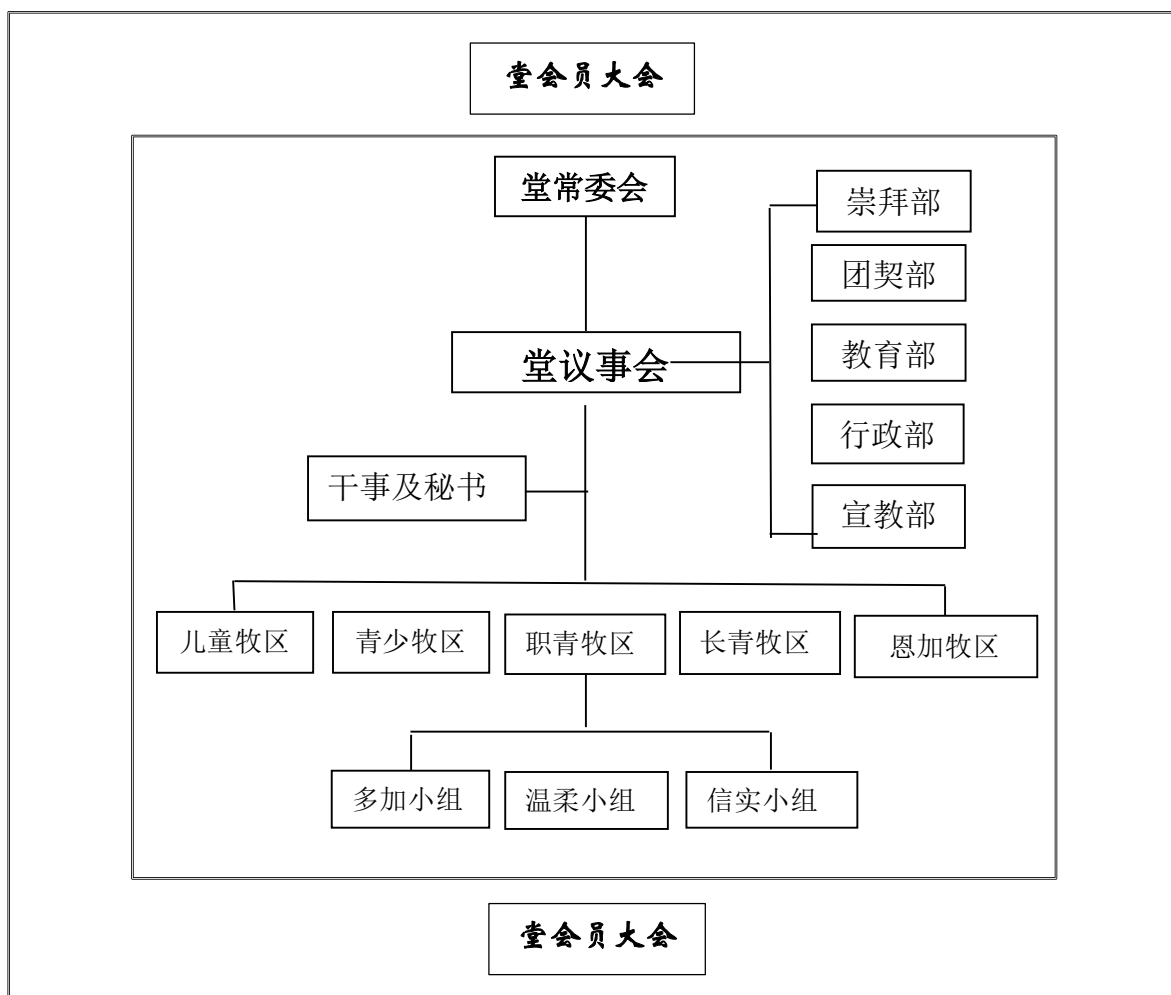 堂会员大会
堂常委会
崇拜部
团契部
堂议事会
教育部
行政部
干事及秘书
宣教部
儿童牧区
青少牧区
职青牧区
长青牧区
恩加牧区
多加小组
温柔小组
信实小组
堂会员大会